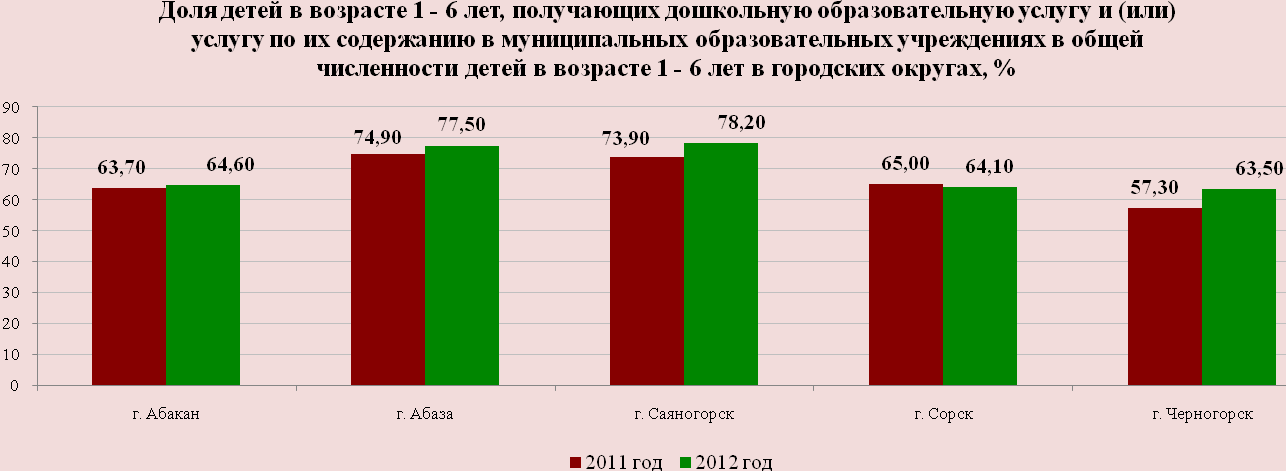 Доля детей в возрасте 1 - 6 лет, получающих дошкольную образовательную услугу и (или)
услугу по их содержанию в муниципальных образовательных учреждениях в общей
численности детей в возрасте 1 - 6 лет в городских округах, %
90
80
70
60
50
40
30
20
10
0
63,70
64,60
74,90
77,50
73,90
78,20
65,00
64,10
57,30
63,50
г. Абакан
г. Абаза
г. Саяногорск
г. Сорск
г. Черногорск
2011 год
2012 год